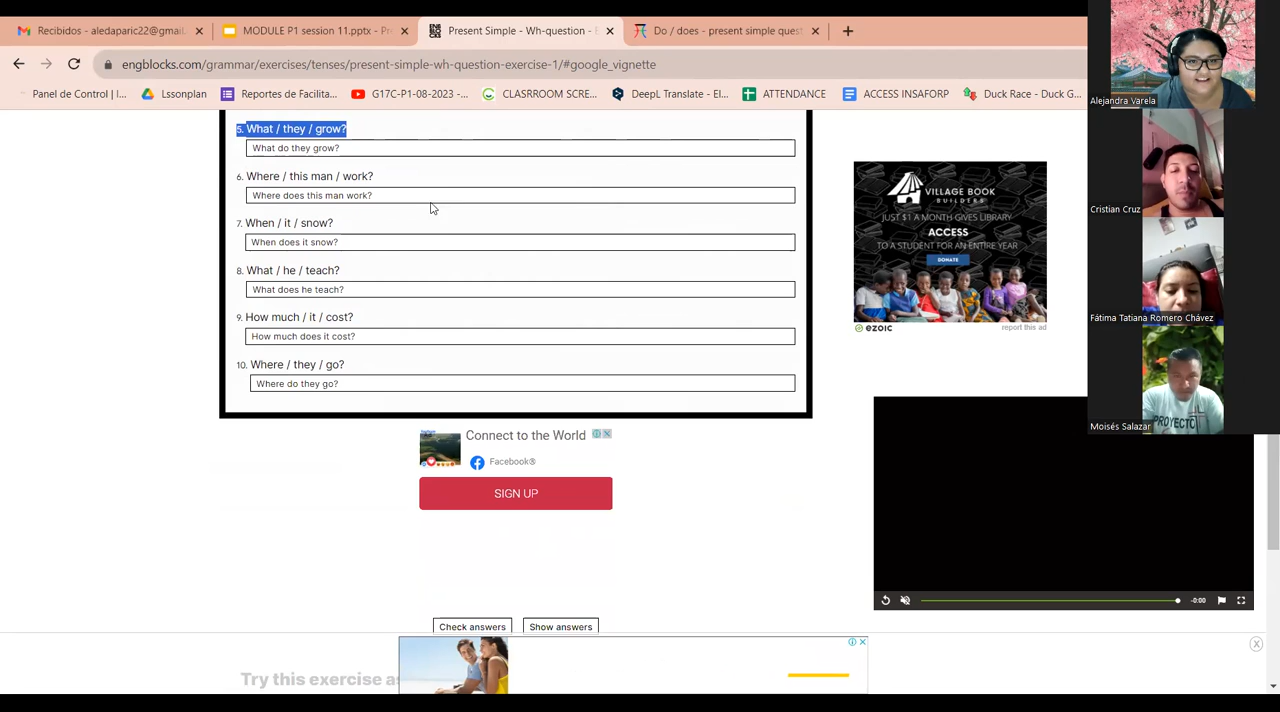 Recibidos - aledaparic22@gmail.
MODULE P1 session 11.pptx - Pr
Present Simple - Wh-question - E
Do / does - present simple quest
engblocks.com/grammar/exercises/tenses/present-simple-wh-question-exercise-1/#google_vignette
Panel de Control | I...
Lssonplan
Reportes de Facilita...
G17C-P1-08-2023 -...
CLASSROOM SCRE...
DeepL Translate - El...
ATTENDANCE
ACCESS INSAFORP
Duck Race - Duck G...
Alejandra Varela
5. What / they / grow?
What do they grow?
6. Where / this man / work?
Where does this man work?
7. When / it / snow?
When does it snow?
8. What / he / teach?
What does he teach?
9. How much / it / cost?
How much does it cost?
10. Where / they / go?
Where do they go?
VILLAGE BOOK
BUILDERS
JUST $1 A MONTH GIVES LIBRARY
ACCESS
TO A STUDENT FOR AN ENTIRE YEAR
DONATE
ezoic
report this ad
Cristian Cruz
Fátima Tatiana Romero Chávez
PROYECTO
Moisés Salazar
Connect to the World
Facebook®
SIGN UP
-0:00
Check answers
Show answers
Try this exercise as